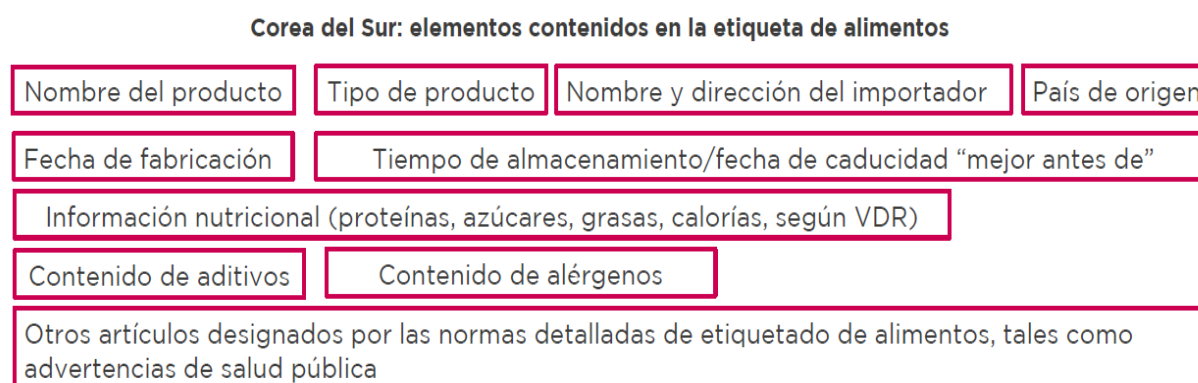 Corea del Sur: elementos contenidos en la etiqueta de alimentos
Nombre del producto Tipo de producto Nombre y dirección del importador País de origen
Fecha de fabricación Tiempo de almacenamiento/fecha de caducidad “mejor antes de”
Información nutricional (proteínas, azúcares, grasas, calorías, según VDR)
Contenido de aditivos Contenido de alérgenos
Otros artículos designados por las normas detalladas de etiquetado de alimentos, tales como
advertencias de salud pública